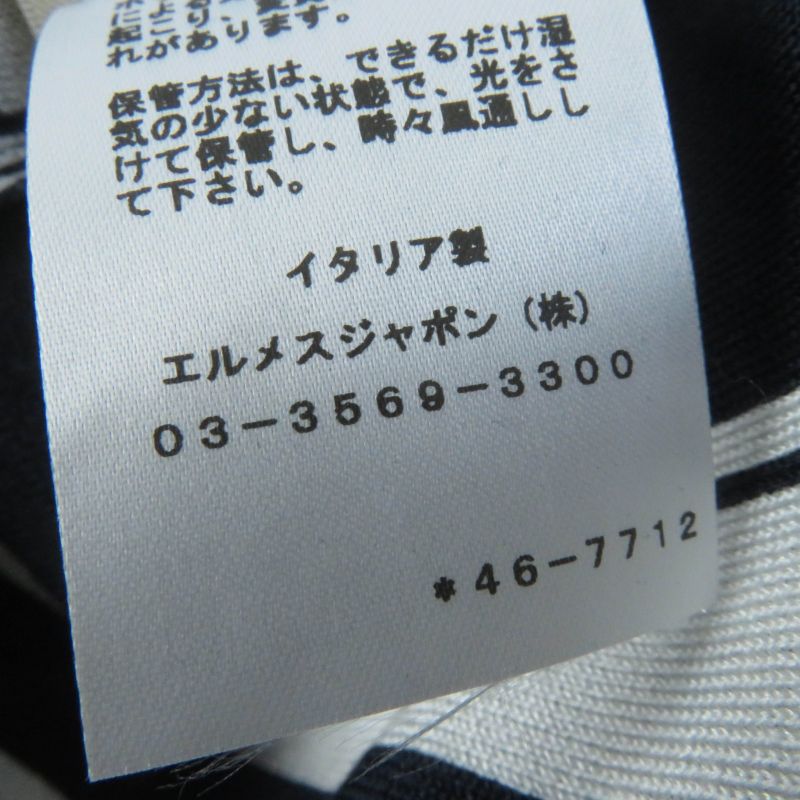 れがあります。
保管方法は、できるだけ湿
気の少ない状態で、光をさ
けて保管し、時々風通しし
て下さい。
イタリア製
エルメスジャポン（株）
03-3569-3300
*46-7712